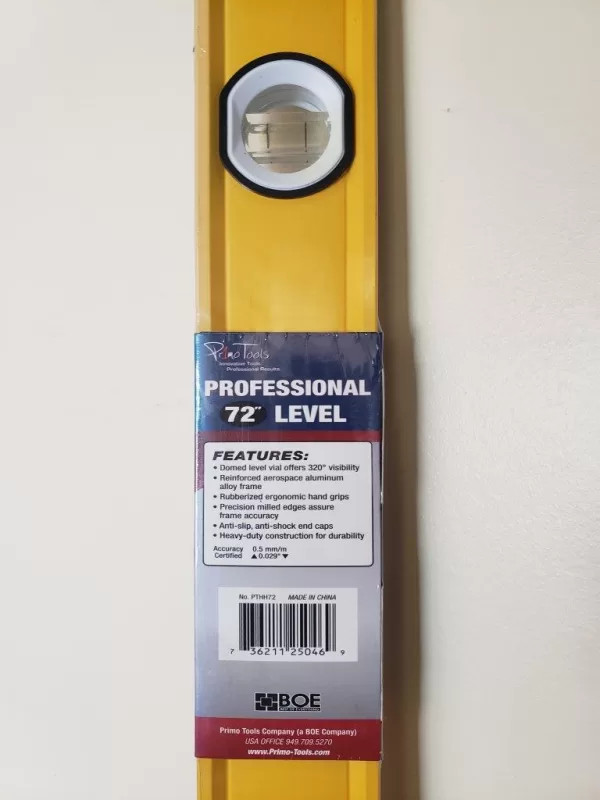 Primo Tools
Innovative Tools.
Professional Results.
PROFESSIONAL
72" LEVEL
FEATURES:
• Domed level vial offers 320° visibility
• Reinforced aerospace aluminum
alloy frame
• Rubberized ergonomic hand grips
• Precision milled edges assure
frame accuracy
• Anti-slip, anti-shock end caps
• Heavy-duty construction for durability
Accuracy 0.5 mm/m
Certified ▲0.029°▼
No. PTHH72 MADE IN CHINA
7 36211 25046 9
BOE
Primo Tools Company (a BOE Company)
USA OFFICE 949.709.5270
www.Primo-Tools.com